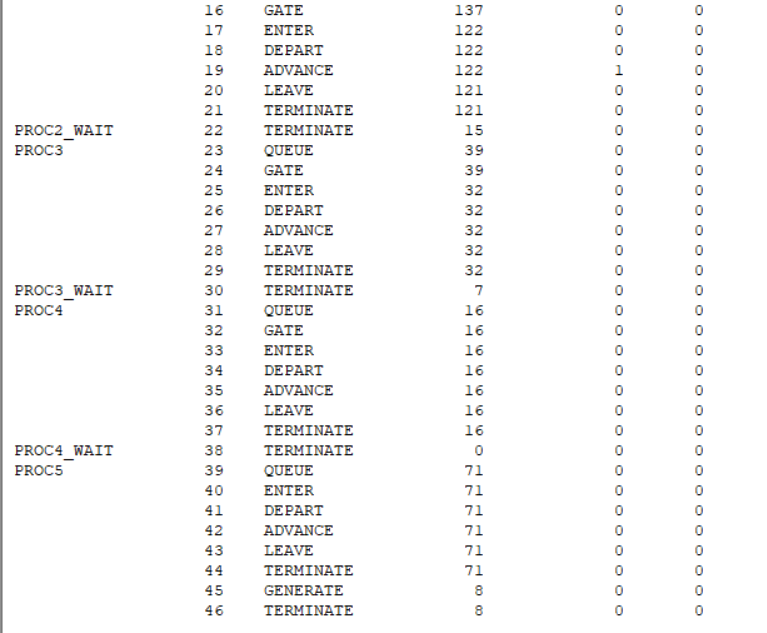 16 GATE 137 0 0
17 ENTER 122 0 0
18 DEPART 122 0 0
19 ADVANCE 122 1 0
20 LEAVE 121 0 0
21 TERMINATE 121 0 0
PROC2_WAIT 22 TERMINATE 15 0 0
PROC3 23 QUEUE 39 0 0
24 GATE 39 0 0
25 ENTER 32 0 0
26 DEPART 32 0 0
27 ADVANCE 32 0 0
28 LEAVE 32 0 0
29 TERMINATE 32 0 0
PROC3_WAIT 30 TERMINATE 7 0 0
PROC4 31 QUEUE 16 0 0
32 GATE 16 0 0
33 ENTER 16 0 0
34 DEPART 16 0 0
35 ADVANCE 16 0 0
36 LEAVE 16 0 0
37 TERMINATE 16 0 0
PROC4_WAIT 38 TERMINATE 0 0 0
PROC5 39 QUEUE 71 0 0
40 ENTER 71 0 0
41 DEPART 71 0 0
42 ADVANCE 71 0 0
43 LEAVE 71 0 0
44 TERMINATE 71 0 0
45 GENERATE 8 0 0
46 TERMINATE 8 0 0